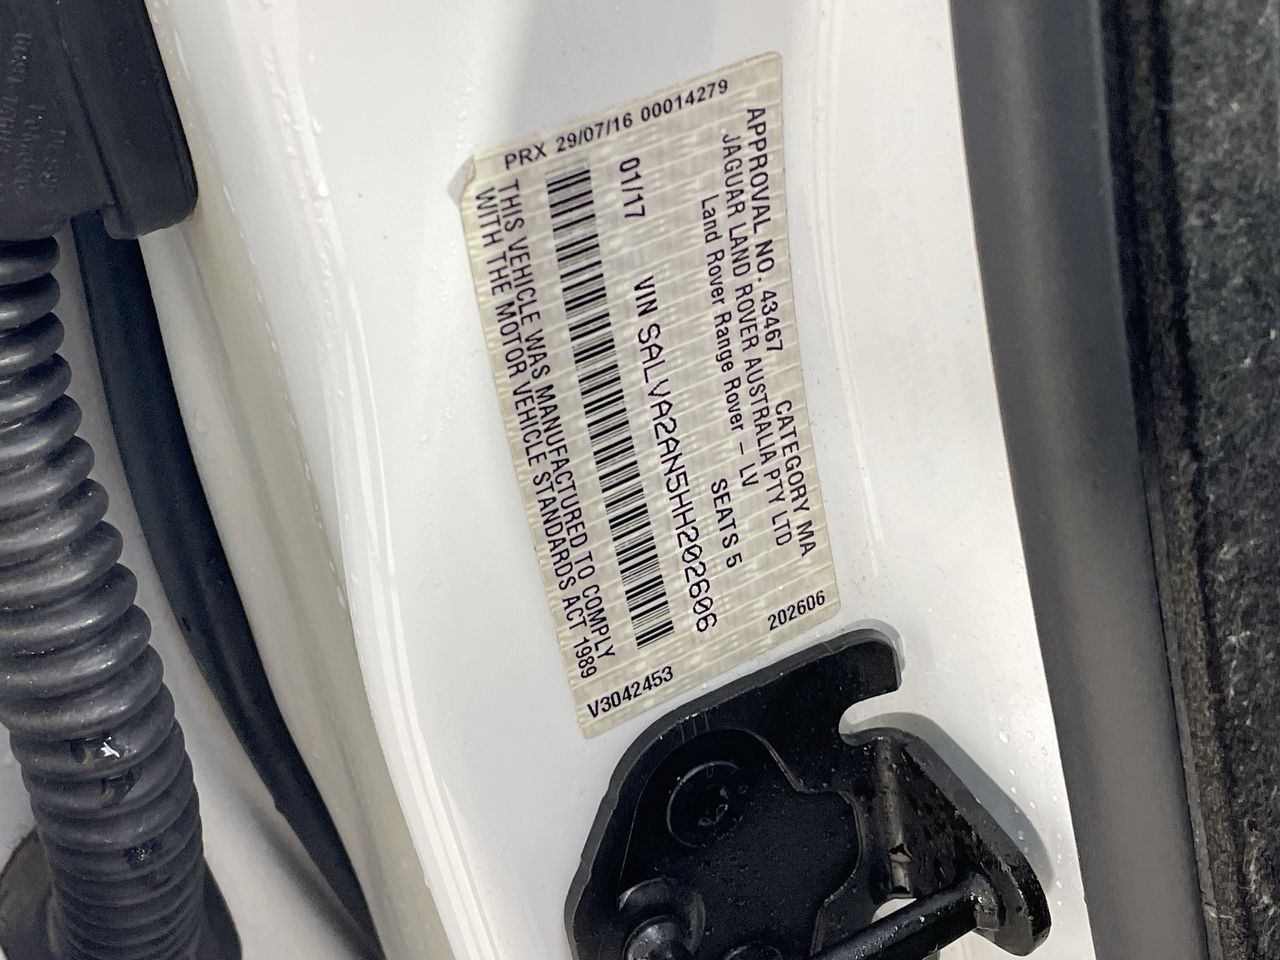 APPROVAL NO. 43467 CATEGORY MA
JAGUAR LAND ROVER AUSTRALIA PTY LTD
Land Rover Range Rover – LV
SEATS 5
202606
01/17 VIN SALVA2AN5HH202606
PRX 29/07/16 00014279
THIS VEHICLE WAS MANUFACTURED TO COMPLY
WITH THE MOTOR VEHICLE STANDARDS ACT 1989
V3042453